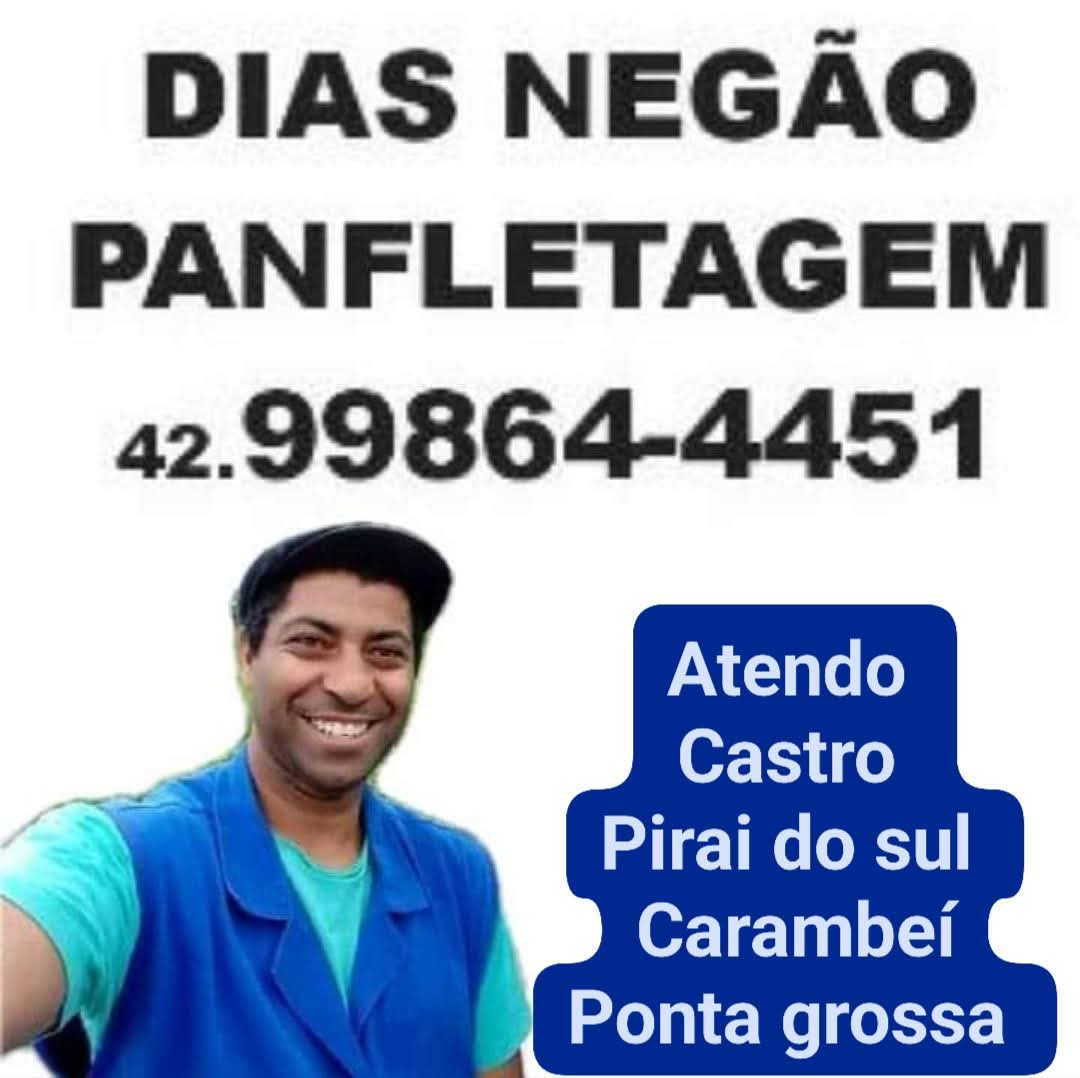 DIAS NEGÃO
PANFLETAGEM
42.99864-4451
Atendo
Castro
Pirai do sul
Carambeí
Ponta grossa